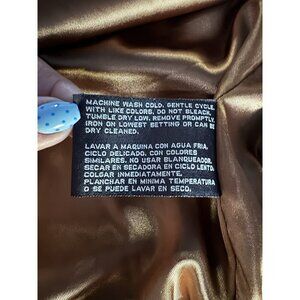 MACHINE WASH COLD, GENTLE CYCLE,
WITH LIKE COLORS. DO NOT BLEACH.
TUMBLE DRY LOW. REMOVE PROMPTLY.
IRON ON LOWEST SETTING OR CAN BE
DRY CLEANED.
LAVAR A MAQUINA CON AGUA FRIA,
CICLO DELICADO, CON COLORES
SIMILARES. NO USAR BLANQUEADOR.
SECAR EN SECADORA EN CICLO LENTO.
COLGAR INMEDIATAMENTE.
PLANCHAR EN MINIMA TEMPERATURA
O SE PUEDE LAVAR EN SECO.